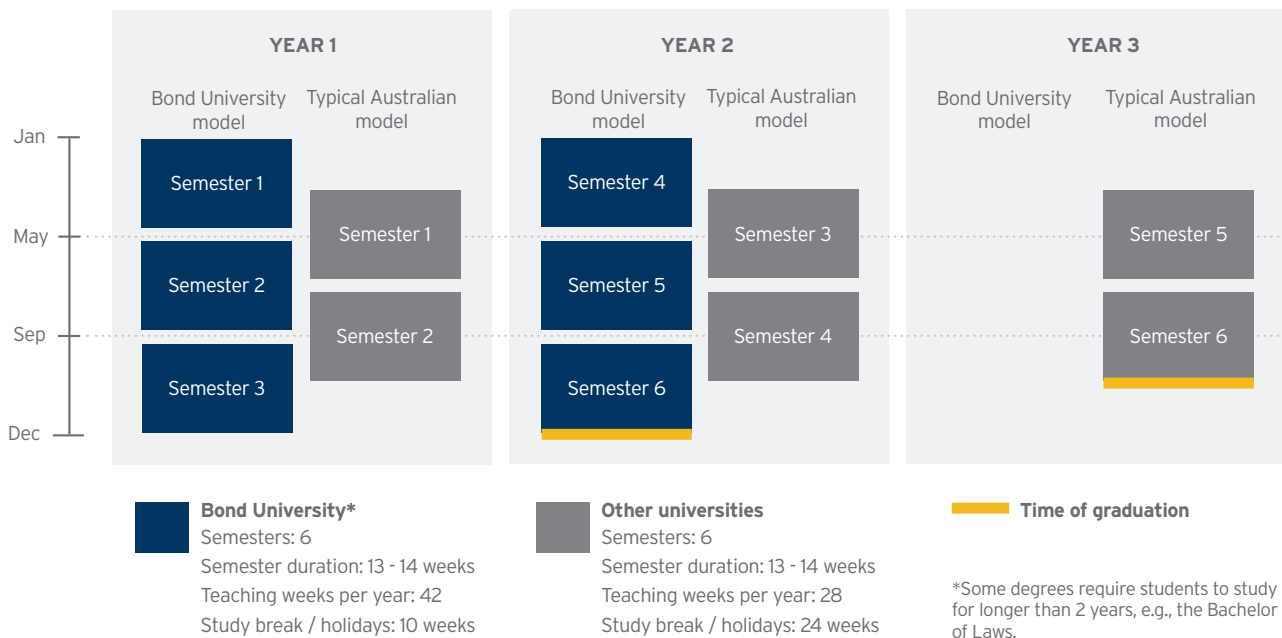 YEAR 1
Bond University
model
Typical Australian
model
YEAR 2
Bond University
model
Typical Australian
model
YEAR 3
Bond University
model
Typical Australian
model
Jan
May
Sep
Dec
Semester 1
Semester 2
Semester 3
Semester 1
Semester 2
Semester 4
Semester 5
Semester 6
Semester 3
Semester 4
Semester 5
Semester 6
Bond University*
Semesters: 6
Semester duration: 13 - 14 weeks
Teaching weeks per year: 42
Study break / holidays: 10 weeks
Other universities
Semesters: 6
Semester duration: 13 - 14 weeks
Teaching weeks per year: 28
Study break / holidays: 24 weeks
Time of graduation
*Some degrees require students to study
for longer than 2 years, e.g., the Bachelor
of Laws.